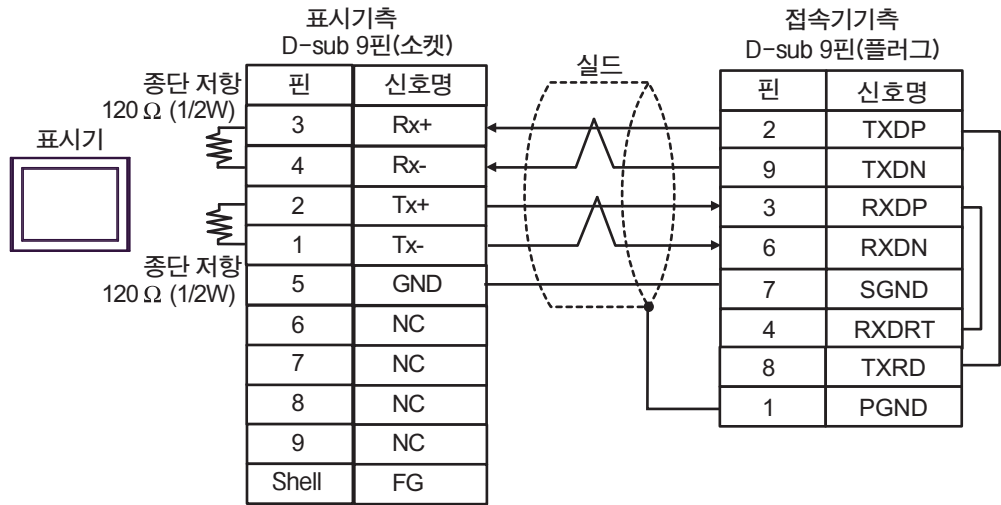 표시기측
D-sub 9핀(소켓)
접속기기측
D-sub 9핀(플러그)
실드
표시기
종단 저항
120 Ω (1/2W)
종단 저항
120 Ω (1/2W)
핀 신호명
3 Rx+
4 Rx-
2 Tx+
1 Tx-
5 GND
6 NC
7 NC
8 NC
9 NC
Shell FG
핀 신호명
2 TXDP
9 TXDN
3 RXDP
6 RXDN
7 SGND
4 RXDRT
8 TXRD
1 PGND